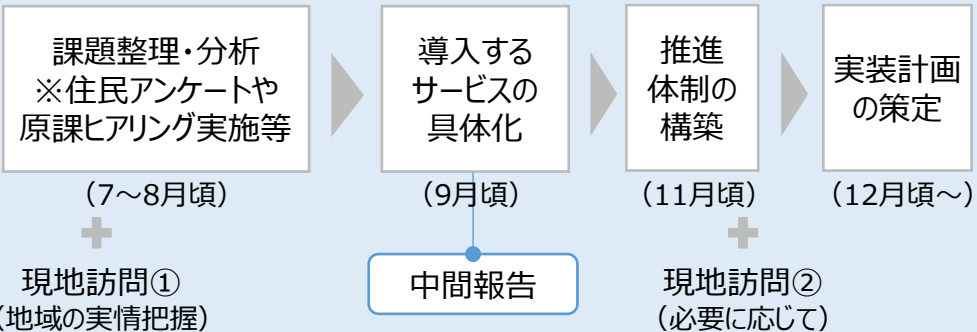 課題整理・分析
※住民アンケートや
原課ヒアリング実施等
導入する
サービスの
具体化
推進
体制の
構築
実装計画
の策定
（7～8月頃）
（9月頃）
（11月頃）
（12月頃～）
現地訪問①
（地域の実情把握）
中間報告
現地訪問②
（必要に応じて）